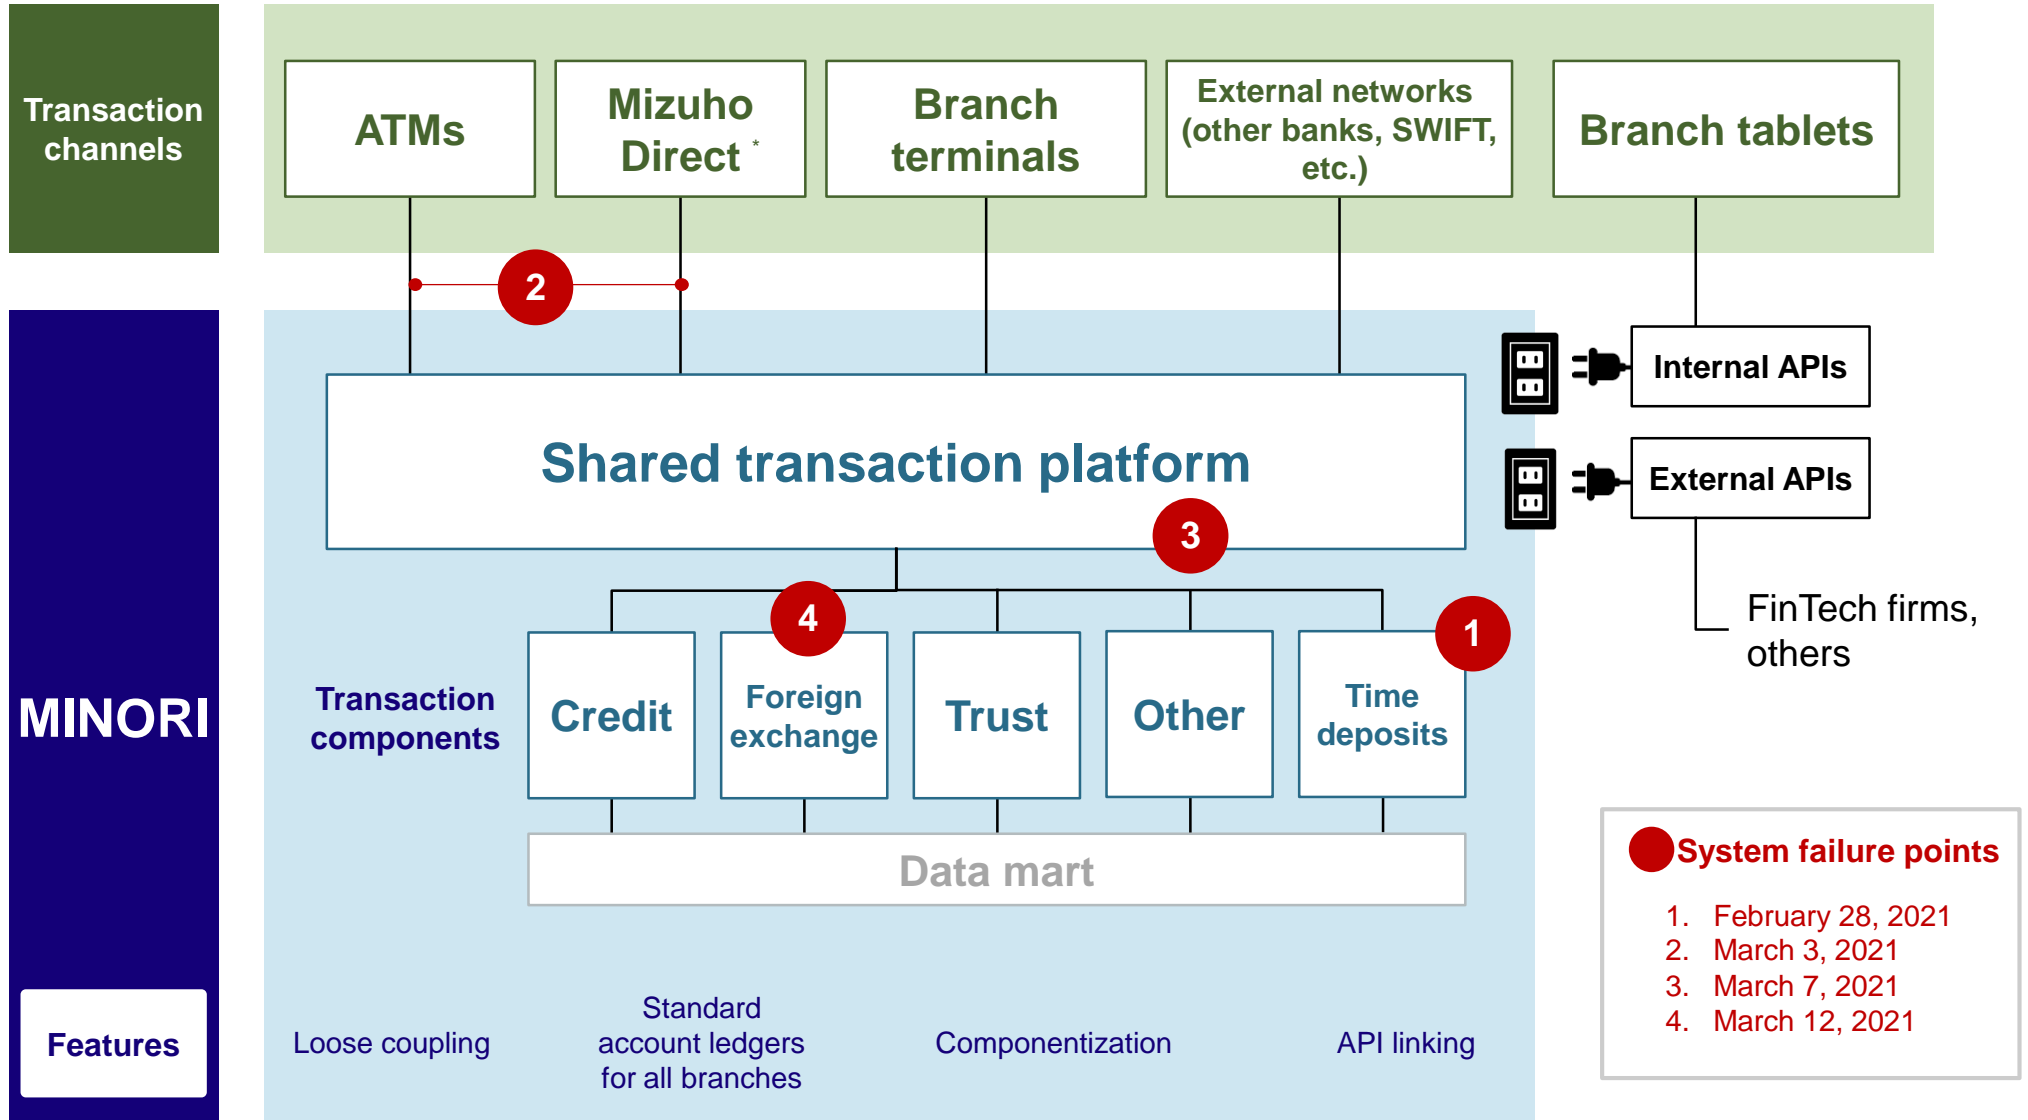 Transaction
channels
ATMs
Mizuho
Direct *
Branch
terminals
External networks
(other banks, SWIFT,
etc.)
Branch tablets
2
MINORI
Shared transaction platform
3
Internal APIs
External APIs
FinTech firms,
others
4
1
Transaction
components
Credit
Foreign
exchange
Trust
Other
Time
deposits
Data mart
System failure points
1. February 28, 2021
2. March 3, 2021
3. March 7, 2021
4. March 12, 2021
Features
Loose coupling
Standard
account ledgers
for all branches
Componentization
API linking